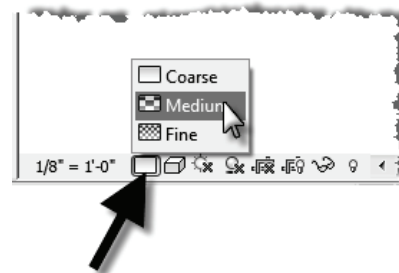 Coarse
Medium
Fine
1/8" = 1'-0"